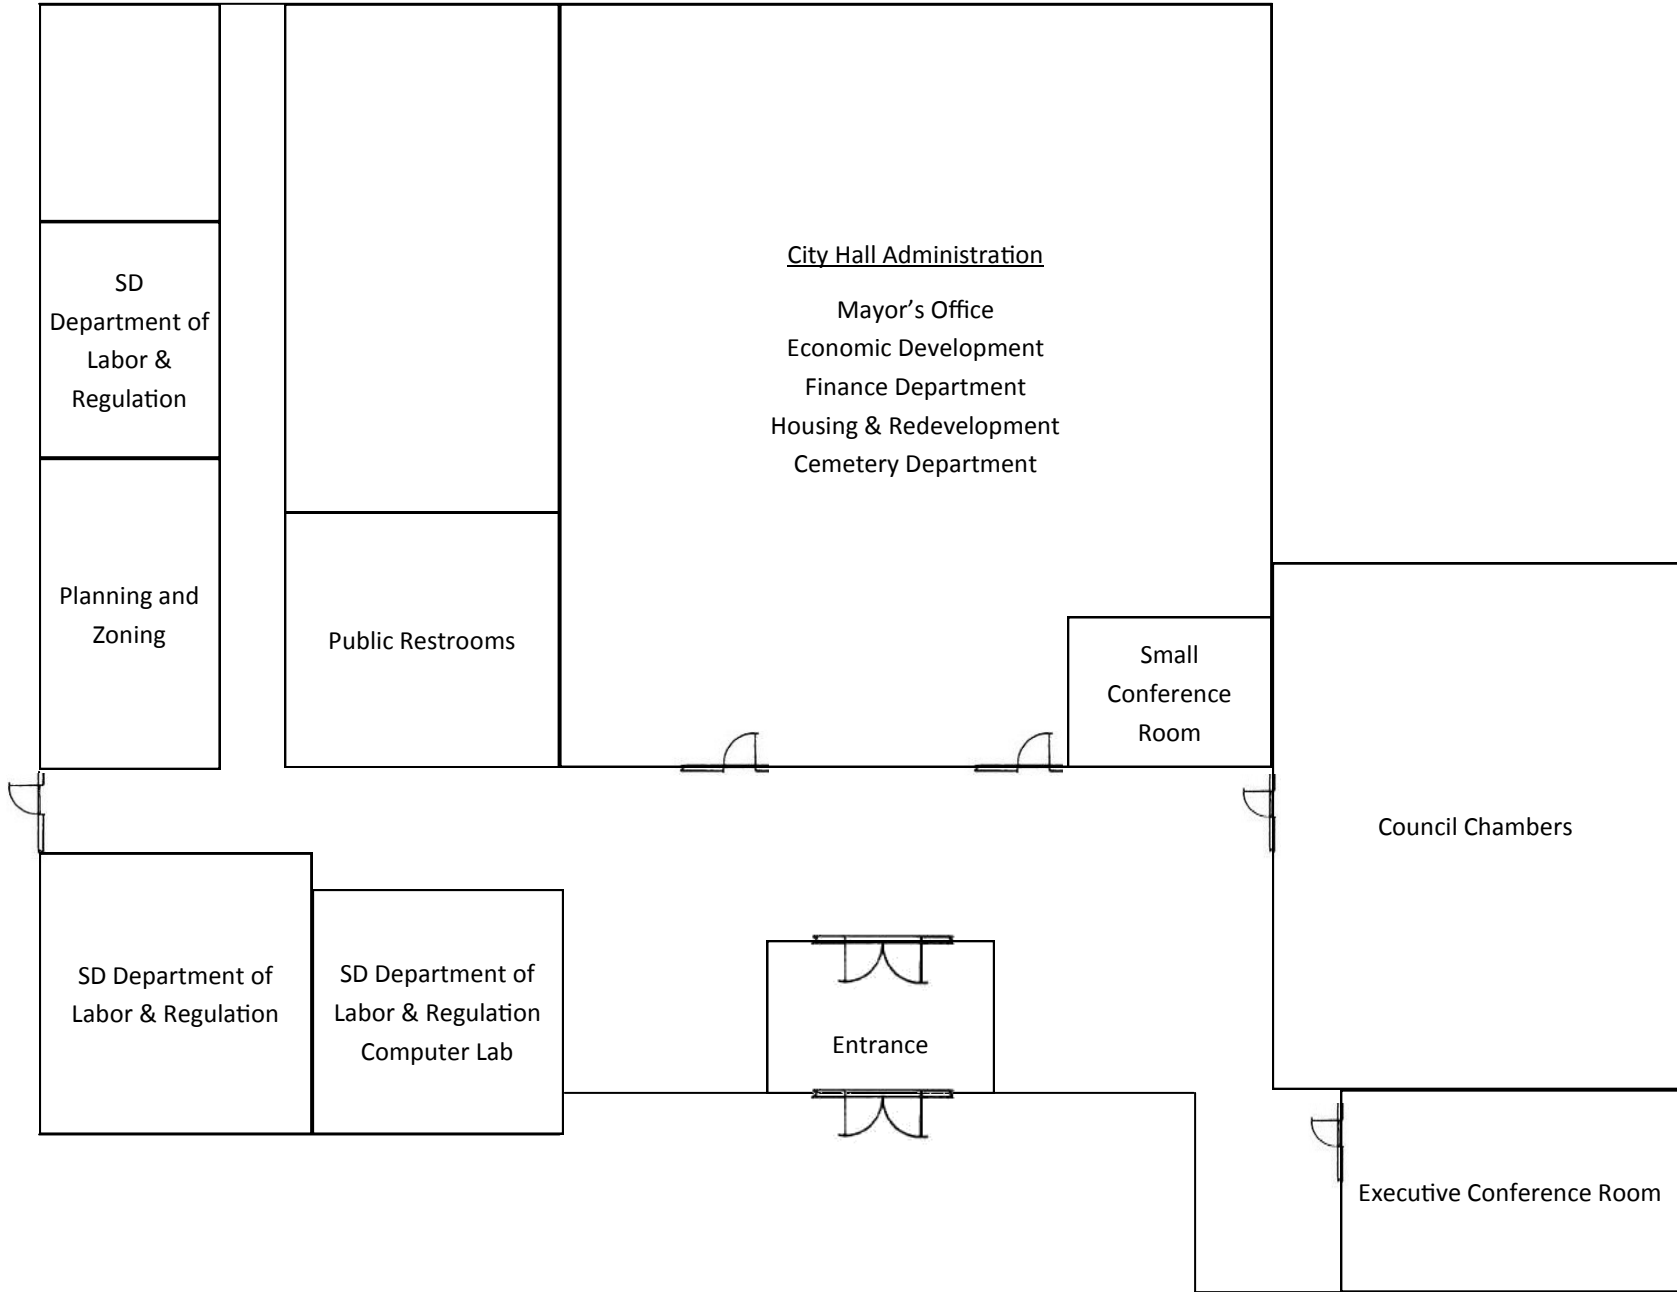 City Hall Administration
Mayor’s Office
Economic Development
Finance Department
Housing & Redevelopment
Cemetery Department
SD
Department of
Labor &
Regulation
Planning and
Zoning
Public Restrooms
Small
Conference
Room
Council Chambers
SD Department of
Labor & Regulation
SD Department of
Labor & Regulation
Computer Lab
Entrance
Executive Conference Room